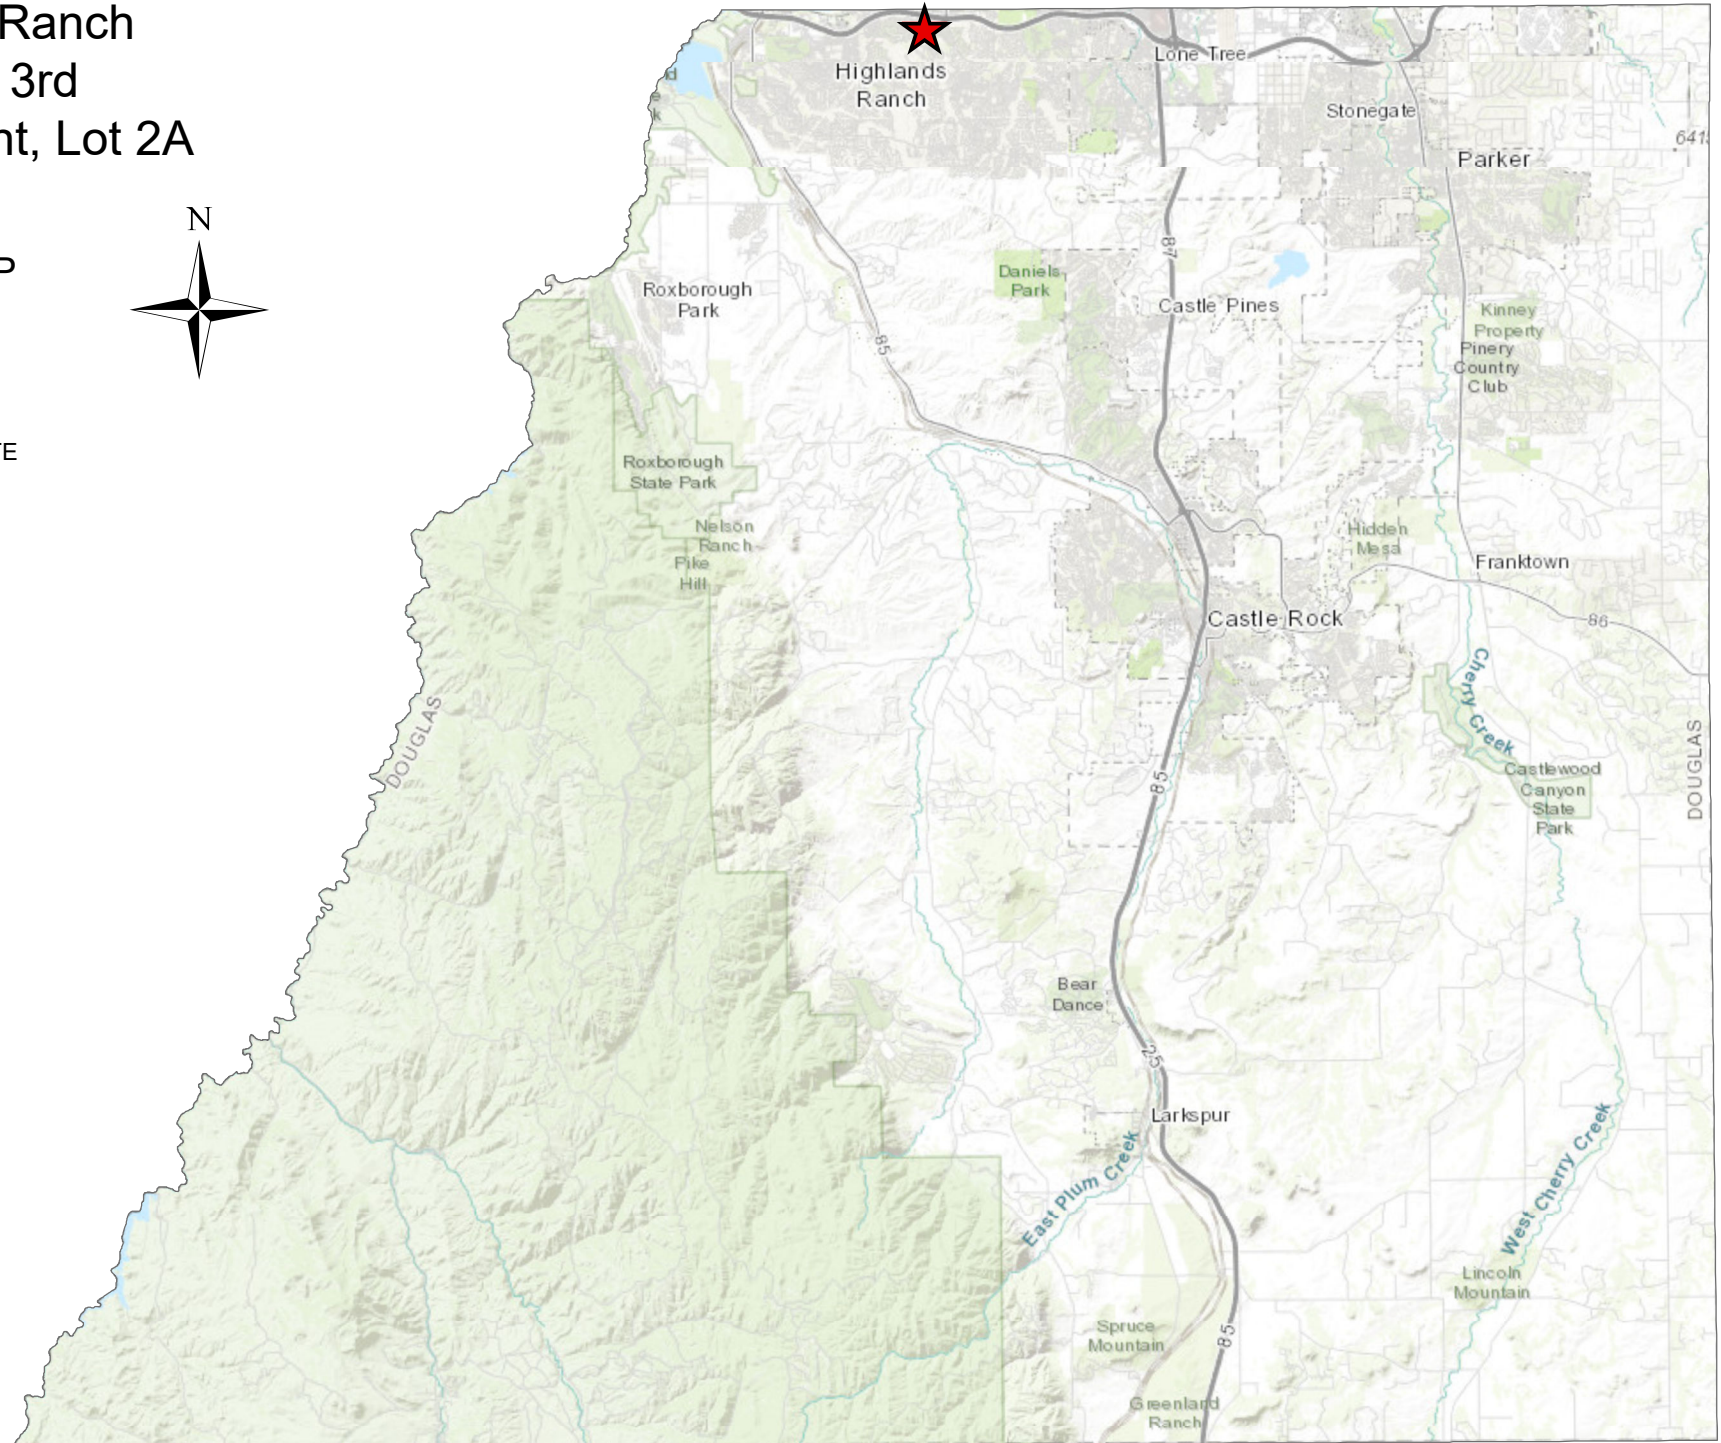 Ranch
3rd
nt, Lot 2A
N
P
TE
Highlands
Ranch
Lone Tree
Stonegate
Parker
641
87
Daniels
Park
Castle Pines
Roxborough
Park
85
Kinney
Property
Pinery
Country
Club
Roxborough
State Park
Nelson
Ranch
Pike
Hill
Hidden
Mesa
Franktown
Castle Rock
86
Cherry Creek
DOUGLAS
DOUGLAS
Castlewood
Canyon
State
Park
85
Bear
Dance
25
Larkspur
East Plum Creek
West Cherry Creek
Lincoln
Mountain
Spruce
Mountain
85
Greenland
Ranch